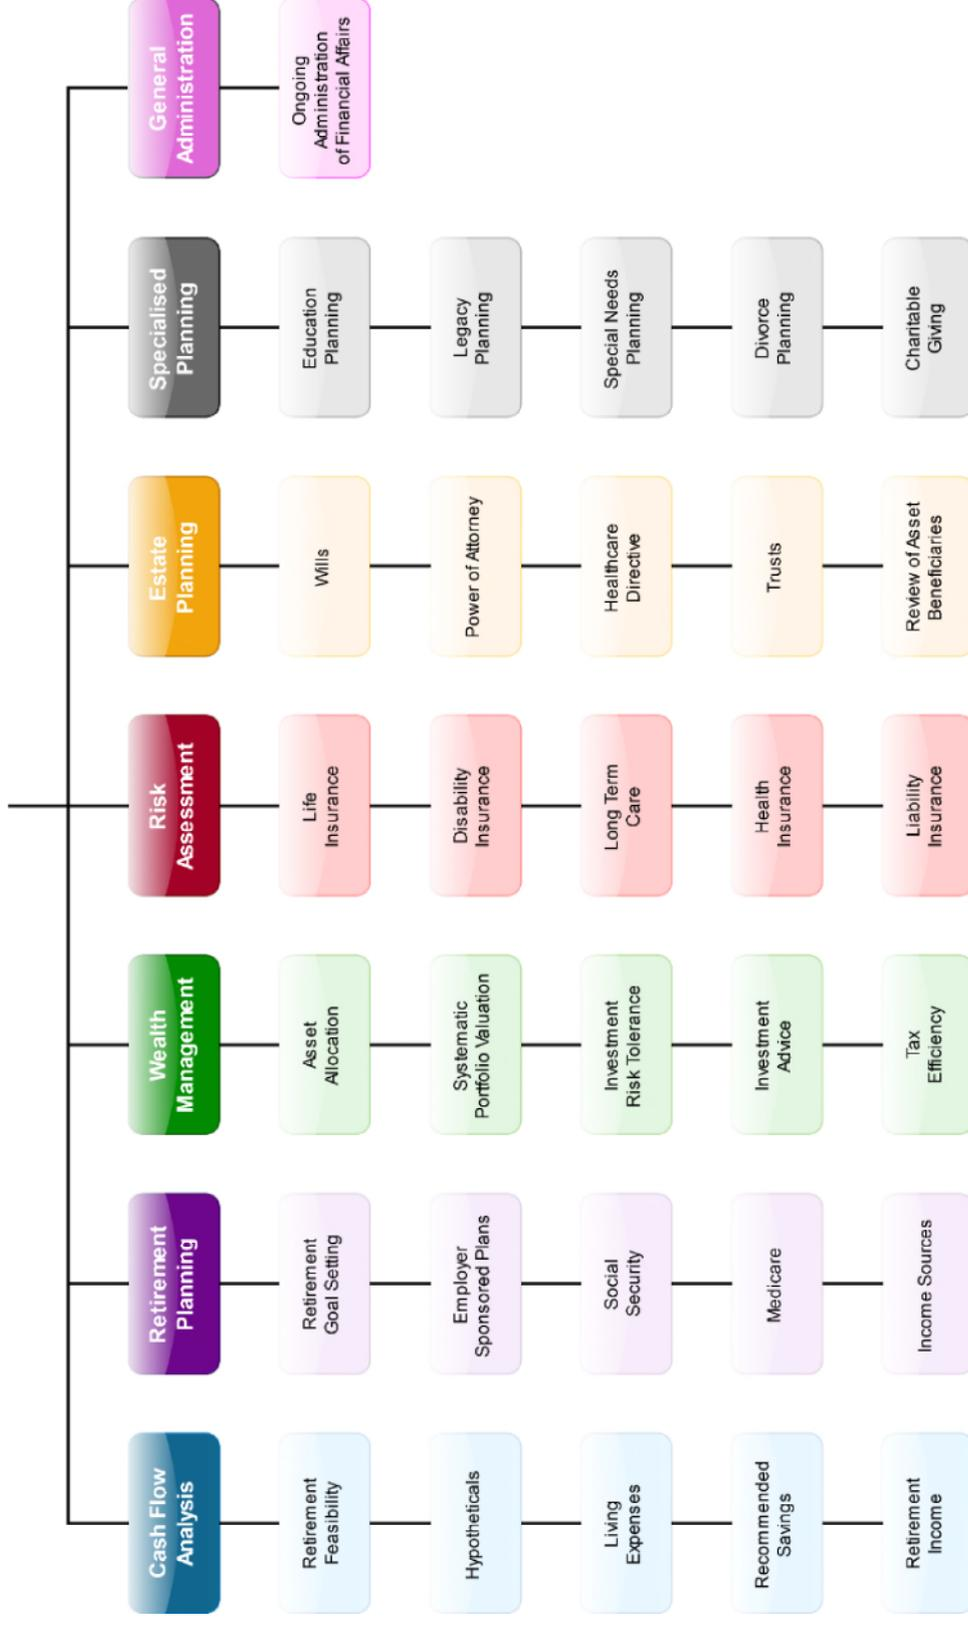 Cash Flow
Analysis
Retirement
Feasibility
Hypotheticals
Living
Expenses
Recommended
Savings
Retirement
Income
Retirement
Planning
Retirement
Goal Setting
Employer
Sponsored Plans
Social
Security
Medicare
Income Sources
Wealth
Management
Asset
Allocation
Systematic
Portfolio Valuation
Investment
Risk Tolerance
Investment
Advice
Tax
Efficiency
Risk
Assessment
Life
Insurance
Disability
Insurance
Long Term
Care
Health
Insurance
Liability
Insurance
Estate
Planning
Wills
Power of Attorney
Healthcare
Directive
Trusts
Review of Asset
Beneficiaries
Specialised
Planning
Education
Planning
Legacy
Planning
Special Needs
Planning
Divorce
Planning
Charitable
Giving
General
Administration
Ongoing
Administration
of Financial Affairs